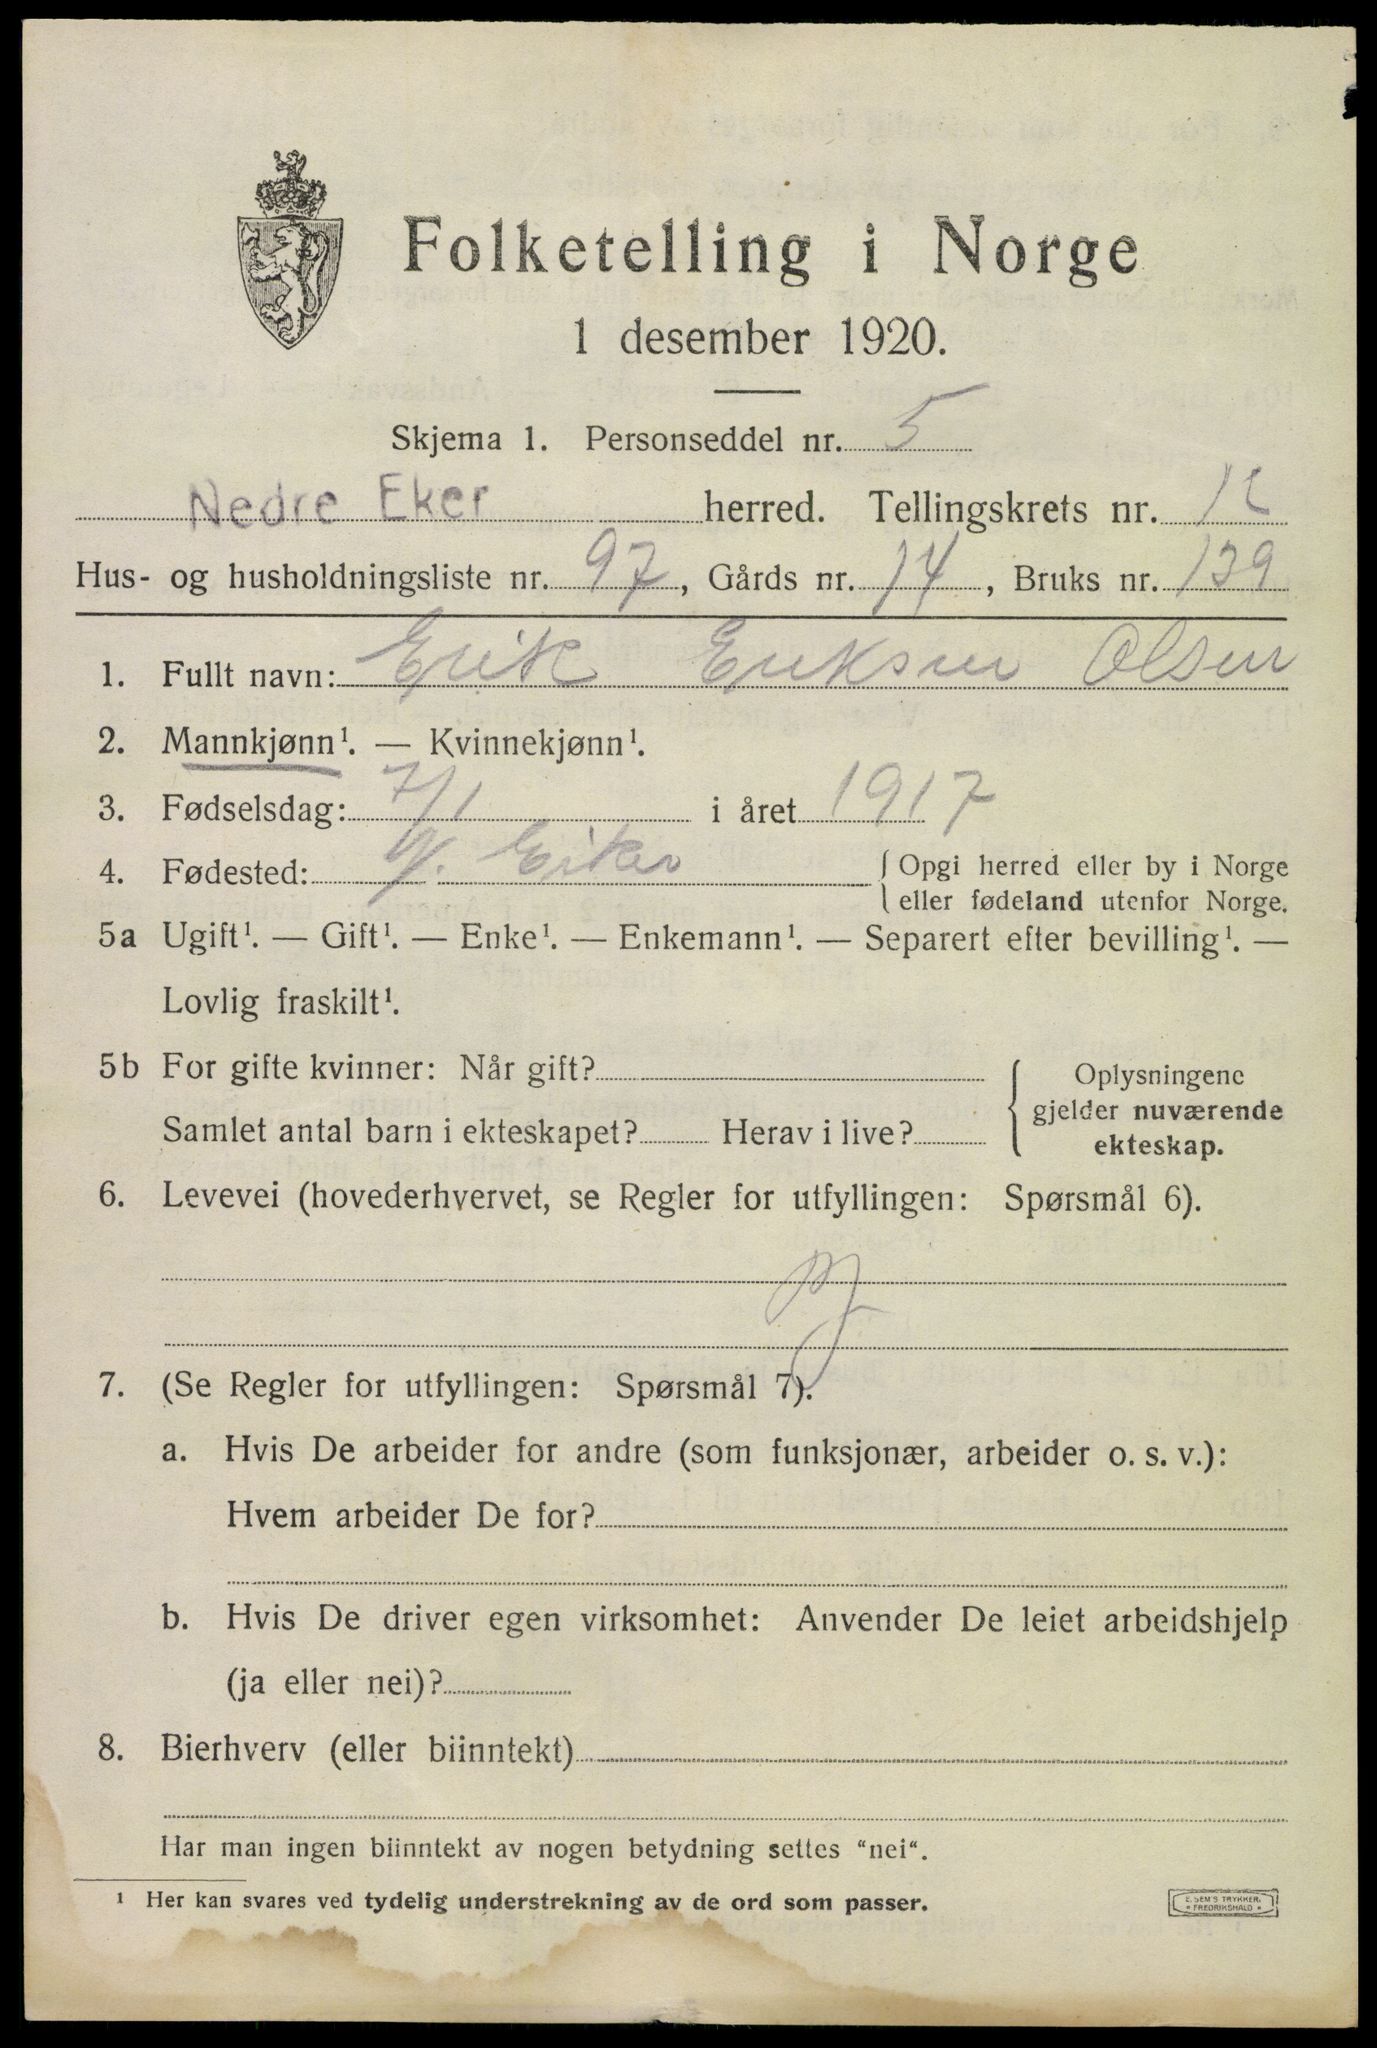 Folketelling i Norge
1 desember 1920.
Skjema 1. Personseddel nr. 5
Nedre Eker herred. Tellingskrets nr.
Hus- og husholdningsliste nr. 97, Gårds nr. 14, Bruks nr. 139
1. Fullt navn: Erik Eriksen Olsen
2. Mannkjønn¹. — Kvinnekjønn¹.
3. Fødselsdag: 7/1 i året 1917
4. Fødested: N. Eiker { Opgi herred eller by i Norge
eller fødeland utenfor Norge.
5a Ugift¹. — Gift¹. — Enke¹. — Enkemann¹. — Separert efter bevilling¹. —
Lovlig fraskilt¹.
5b For gifte kvinner: Når gift?
Samlet antal barn i ekteskapet? Herav i live?
{ Oplysningene
gjelder nuværende
ekteskap.
6. Levevei (hovederhvervet, se Regler for utfyllingen: Spørsmål 6).
7. (Se Regler for utfyllingen: Spørsmål 7).
a. Hvis De arbeider for andre (som funksjonær, arbeider o. s. v.):
Hvem arbeider De for?
b. Hvis De driver egen virksomhet: Anvender De leiet arbeidshjelp
(ja eller nei)?
8. Bierhverv (eller biinntekt)
Har man ingen biinntekt av nogen betydning settes "nei".
¹ Her kan svares ved tydelig understrekning av de ord som passer.
E. SEM'S TRYKKERI
FREDRIKSHALD